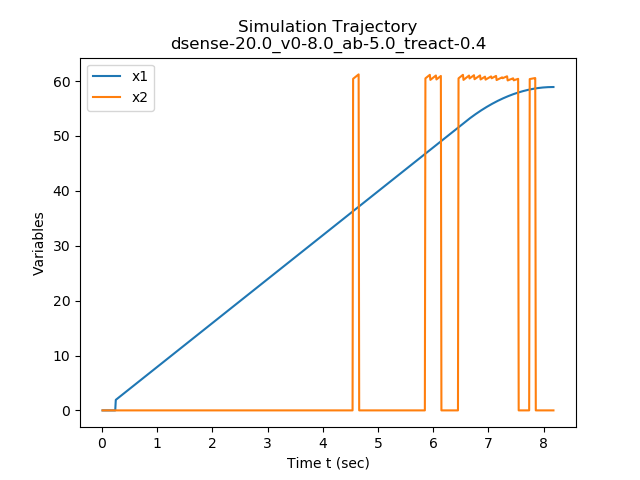 Simulation Trajectory
dsense-20.0_v0-8.0_ab-5.0_treact-0.4
x1
x2
Variables
60
50
40
30
20
10
0
0 1 2 3 4 5 6 7 8
Time t (sec)